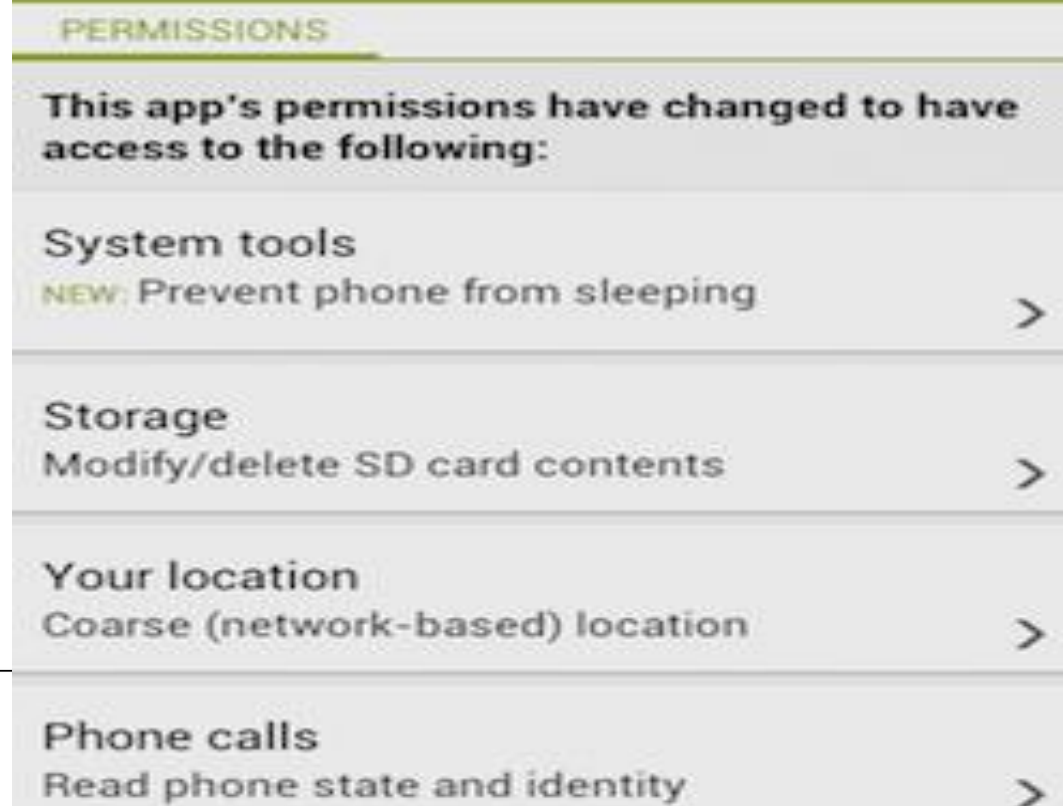 PERMISSIONS
This app's permissions have changed to have
access to the following:
System tools
NEW: Prevent phone from sleeping
Storage
Modify/delete SD card contents
Your location
Coarse (network-based) location
Phone calls
Read phone state and identity